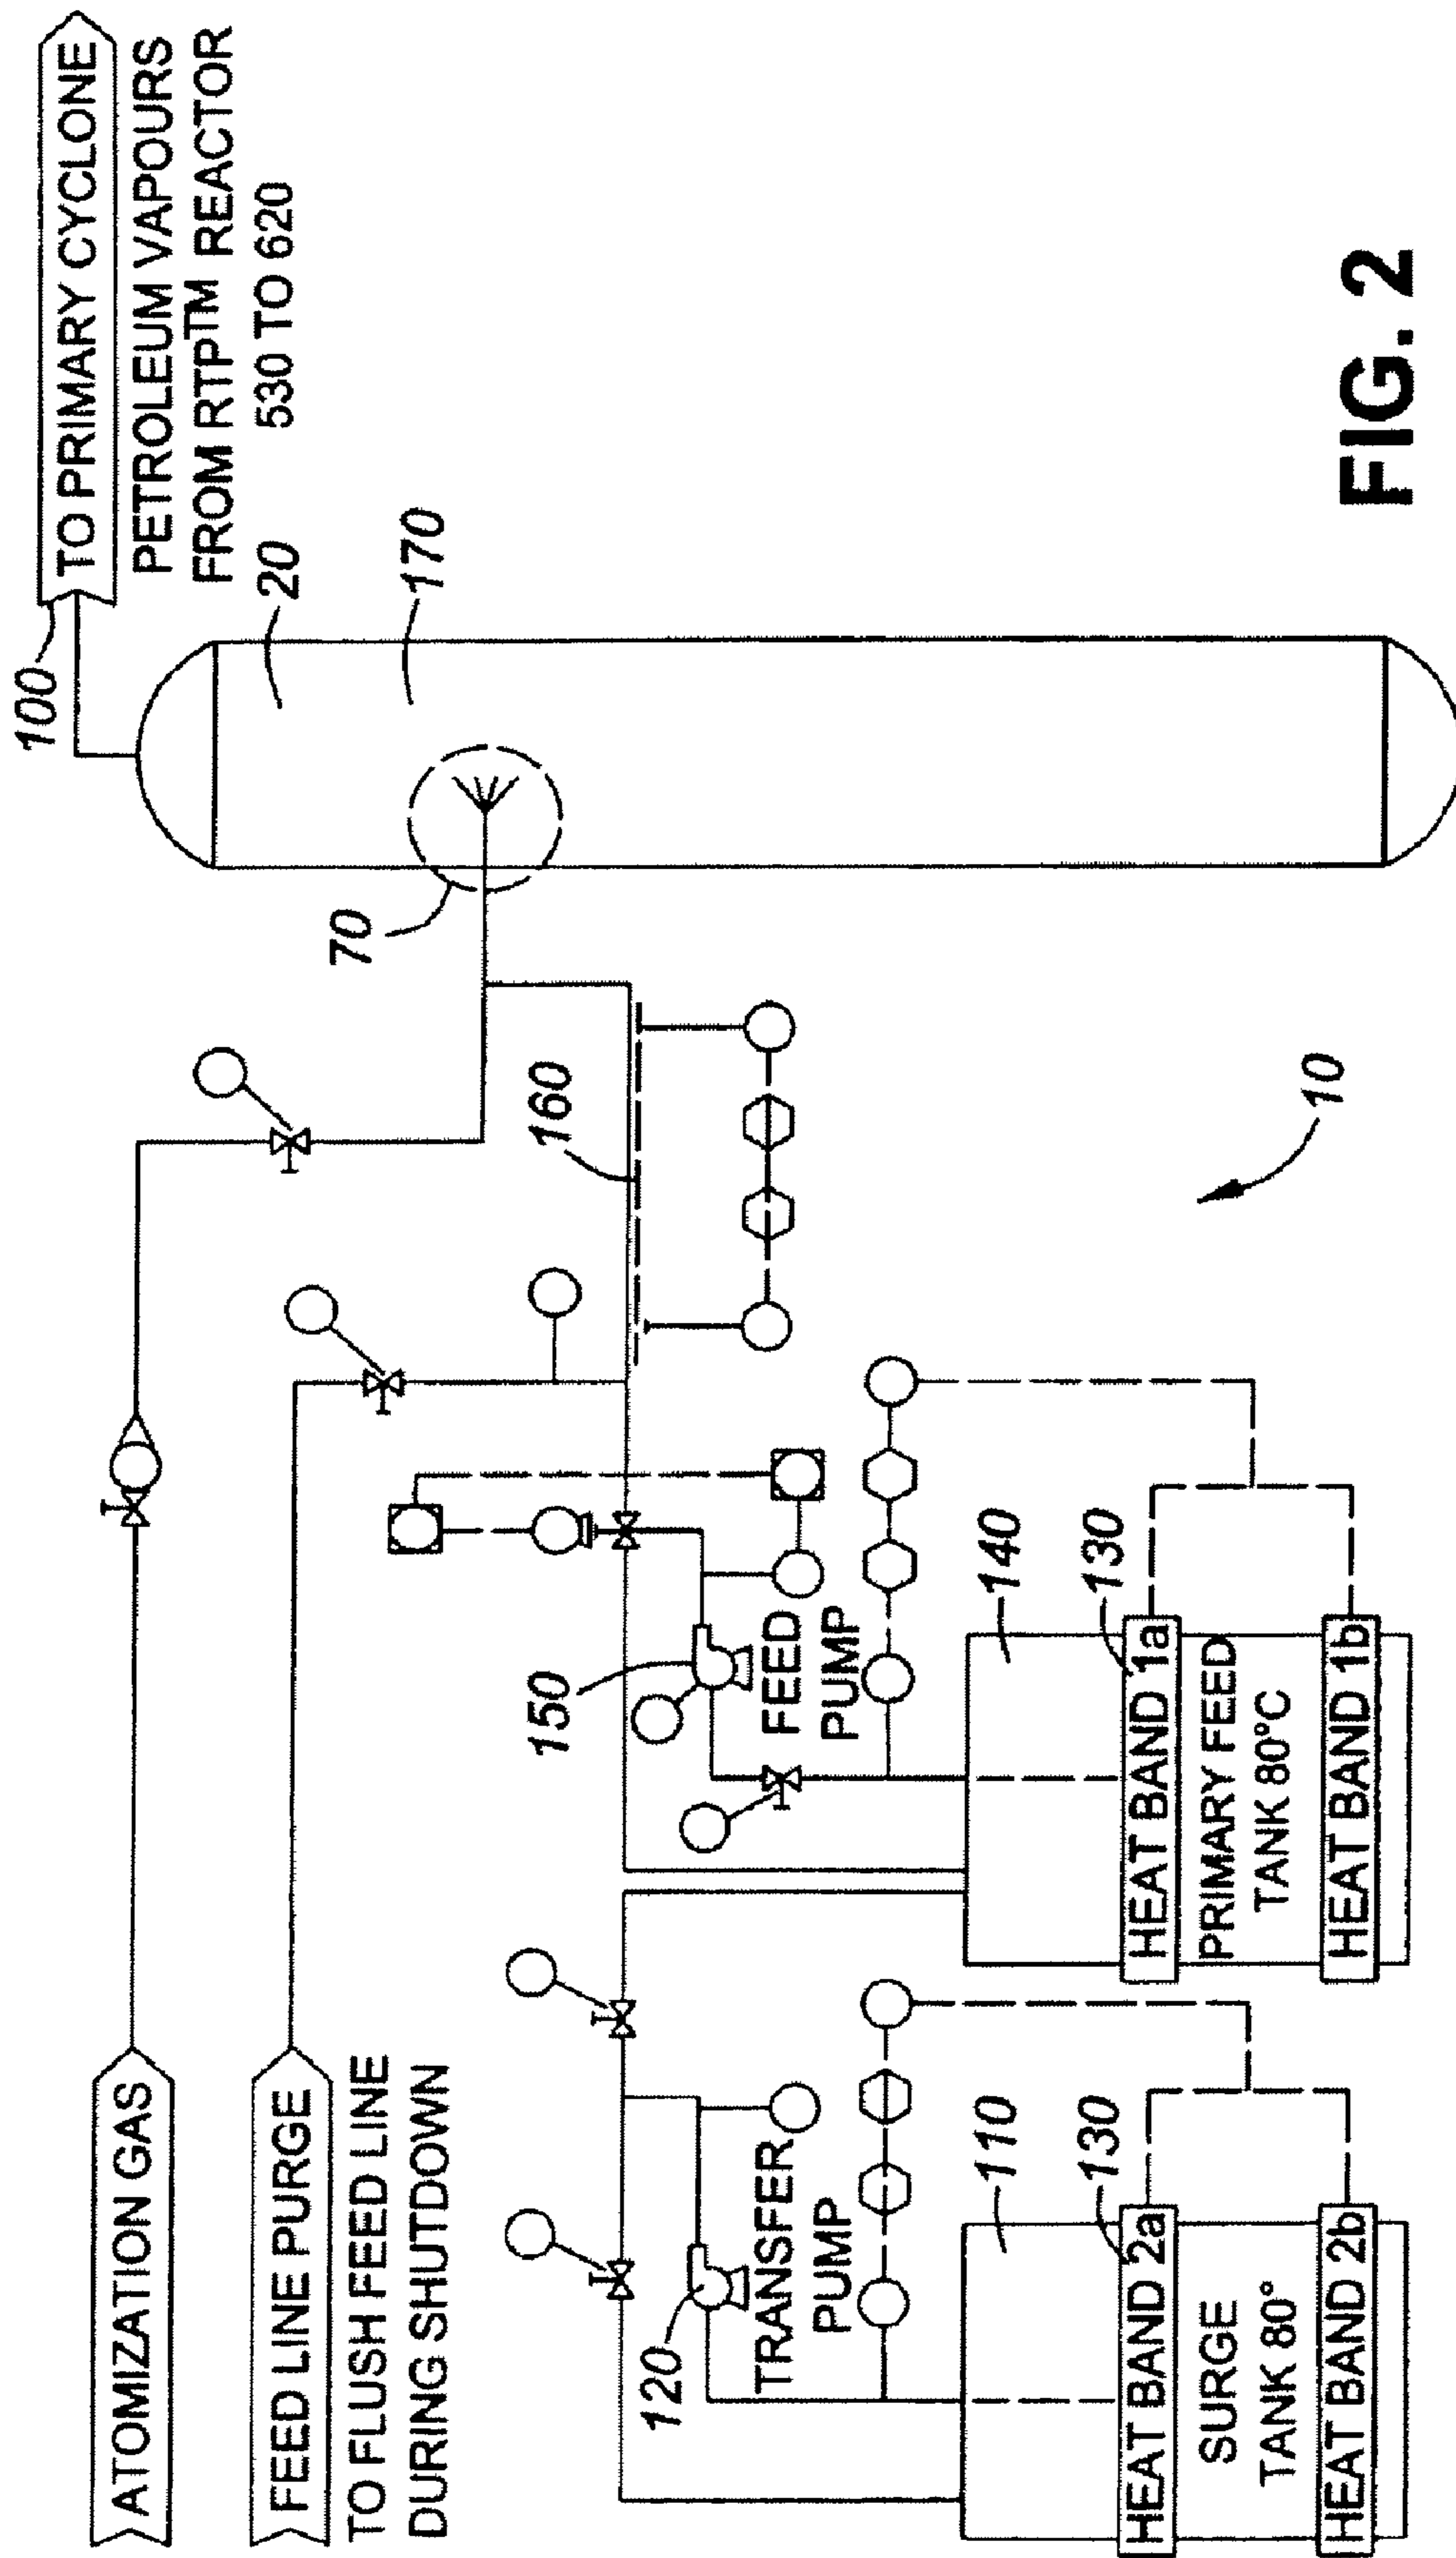 100
TO PRIMARY CYCLONE
PETROLEUM VAPOURS
FROM RTP™ REACTOR
530 TO 620
20
170
70
ATOMIZATION GAS
FEED LINE PURGE
TO FLUSH FEED LINE
DURING SHUTDOWN
160
150
FEED
PUMP
120
TRANSFER
PUMP
110
130
HEAT BAND 2a
SURGE
TANK 80°
HEAT BAND 2b
140
130
HEAT BAND 1a
PRIMARY FEED
TANK 80°C
HEAT BAND 1b
10
FIG. 2